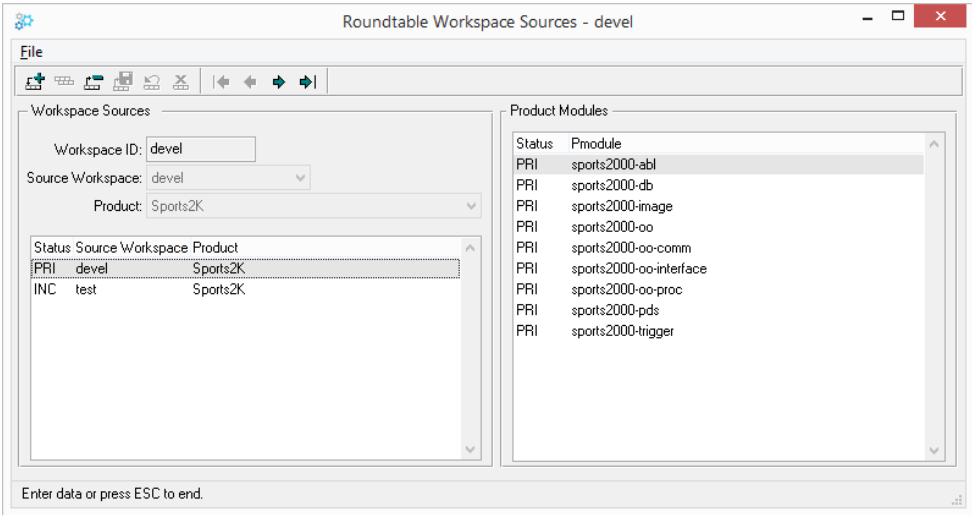 Roundtable Workspace Sources - devel
File
Workspace Sources
Workspace ID: devel
Source Workspace: devel
Product: Sports2K
Status Source Workspace Product
PRI devel Sports2K
INC test Sports2K
Product Modules
Status Pmodule
PRI sports2000-abl
PRI sports2000-db
PRI sports2000-image
PRI sports2000-oo
PRI sports2000-oo-comm
PRI sports2000-oo-interface
PRI sports2000-oo-proc
PRI sports2000-pds
PRI sports2000-trigger
Enter data or press ESC to end.